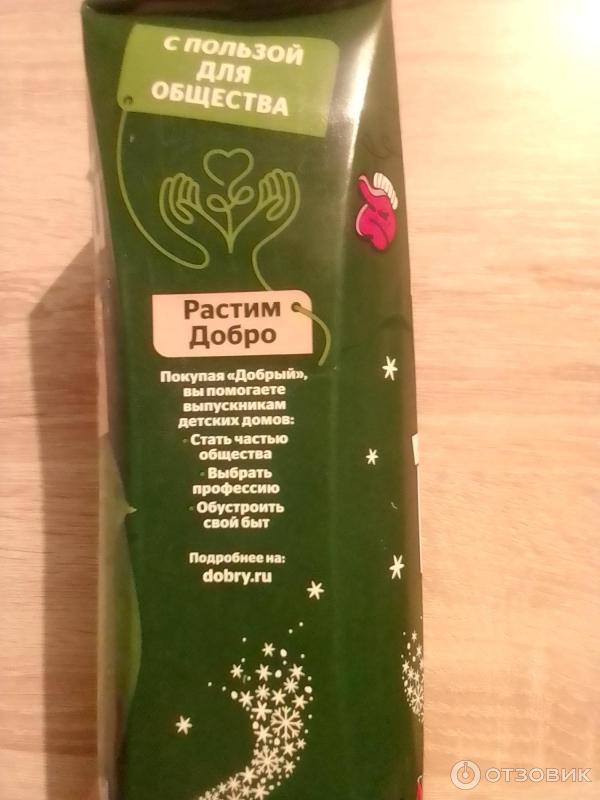 С ПОЛЬЗОЙ
ДЛЯ
ОБЩЕСТВА
Растим
Добро
Покупая «Добрый»,
вы помогаете
выпускникам
детских домов:
· Стать частью
общества
· Выбрать
профессию
· Обустроить
свой быт
Подробнее на:
dobry.ru
ОТЗОВИК